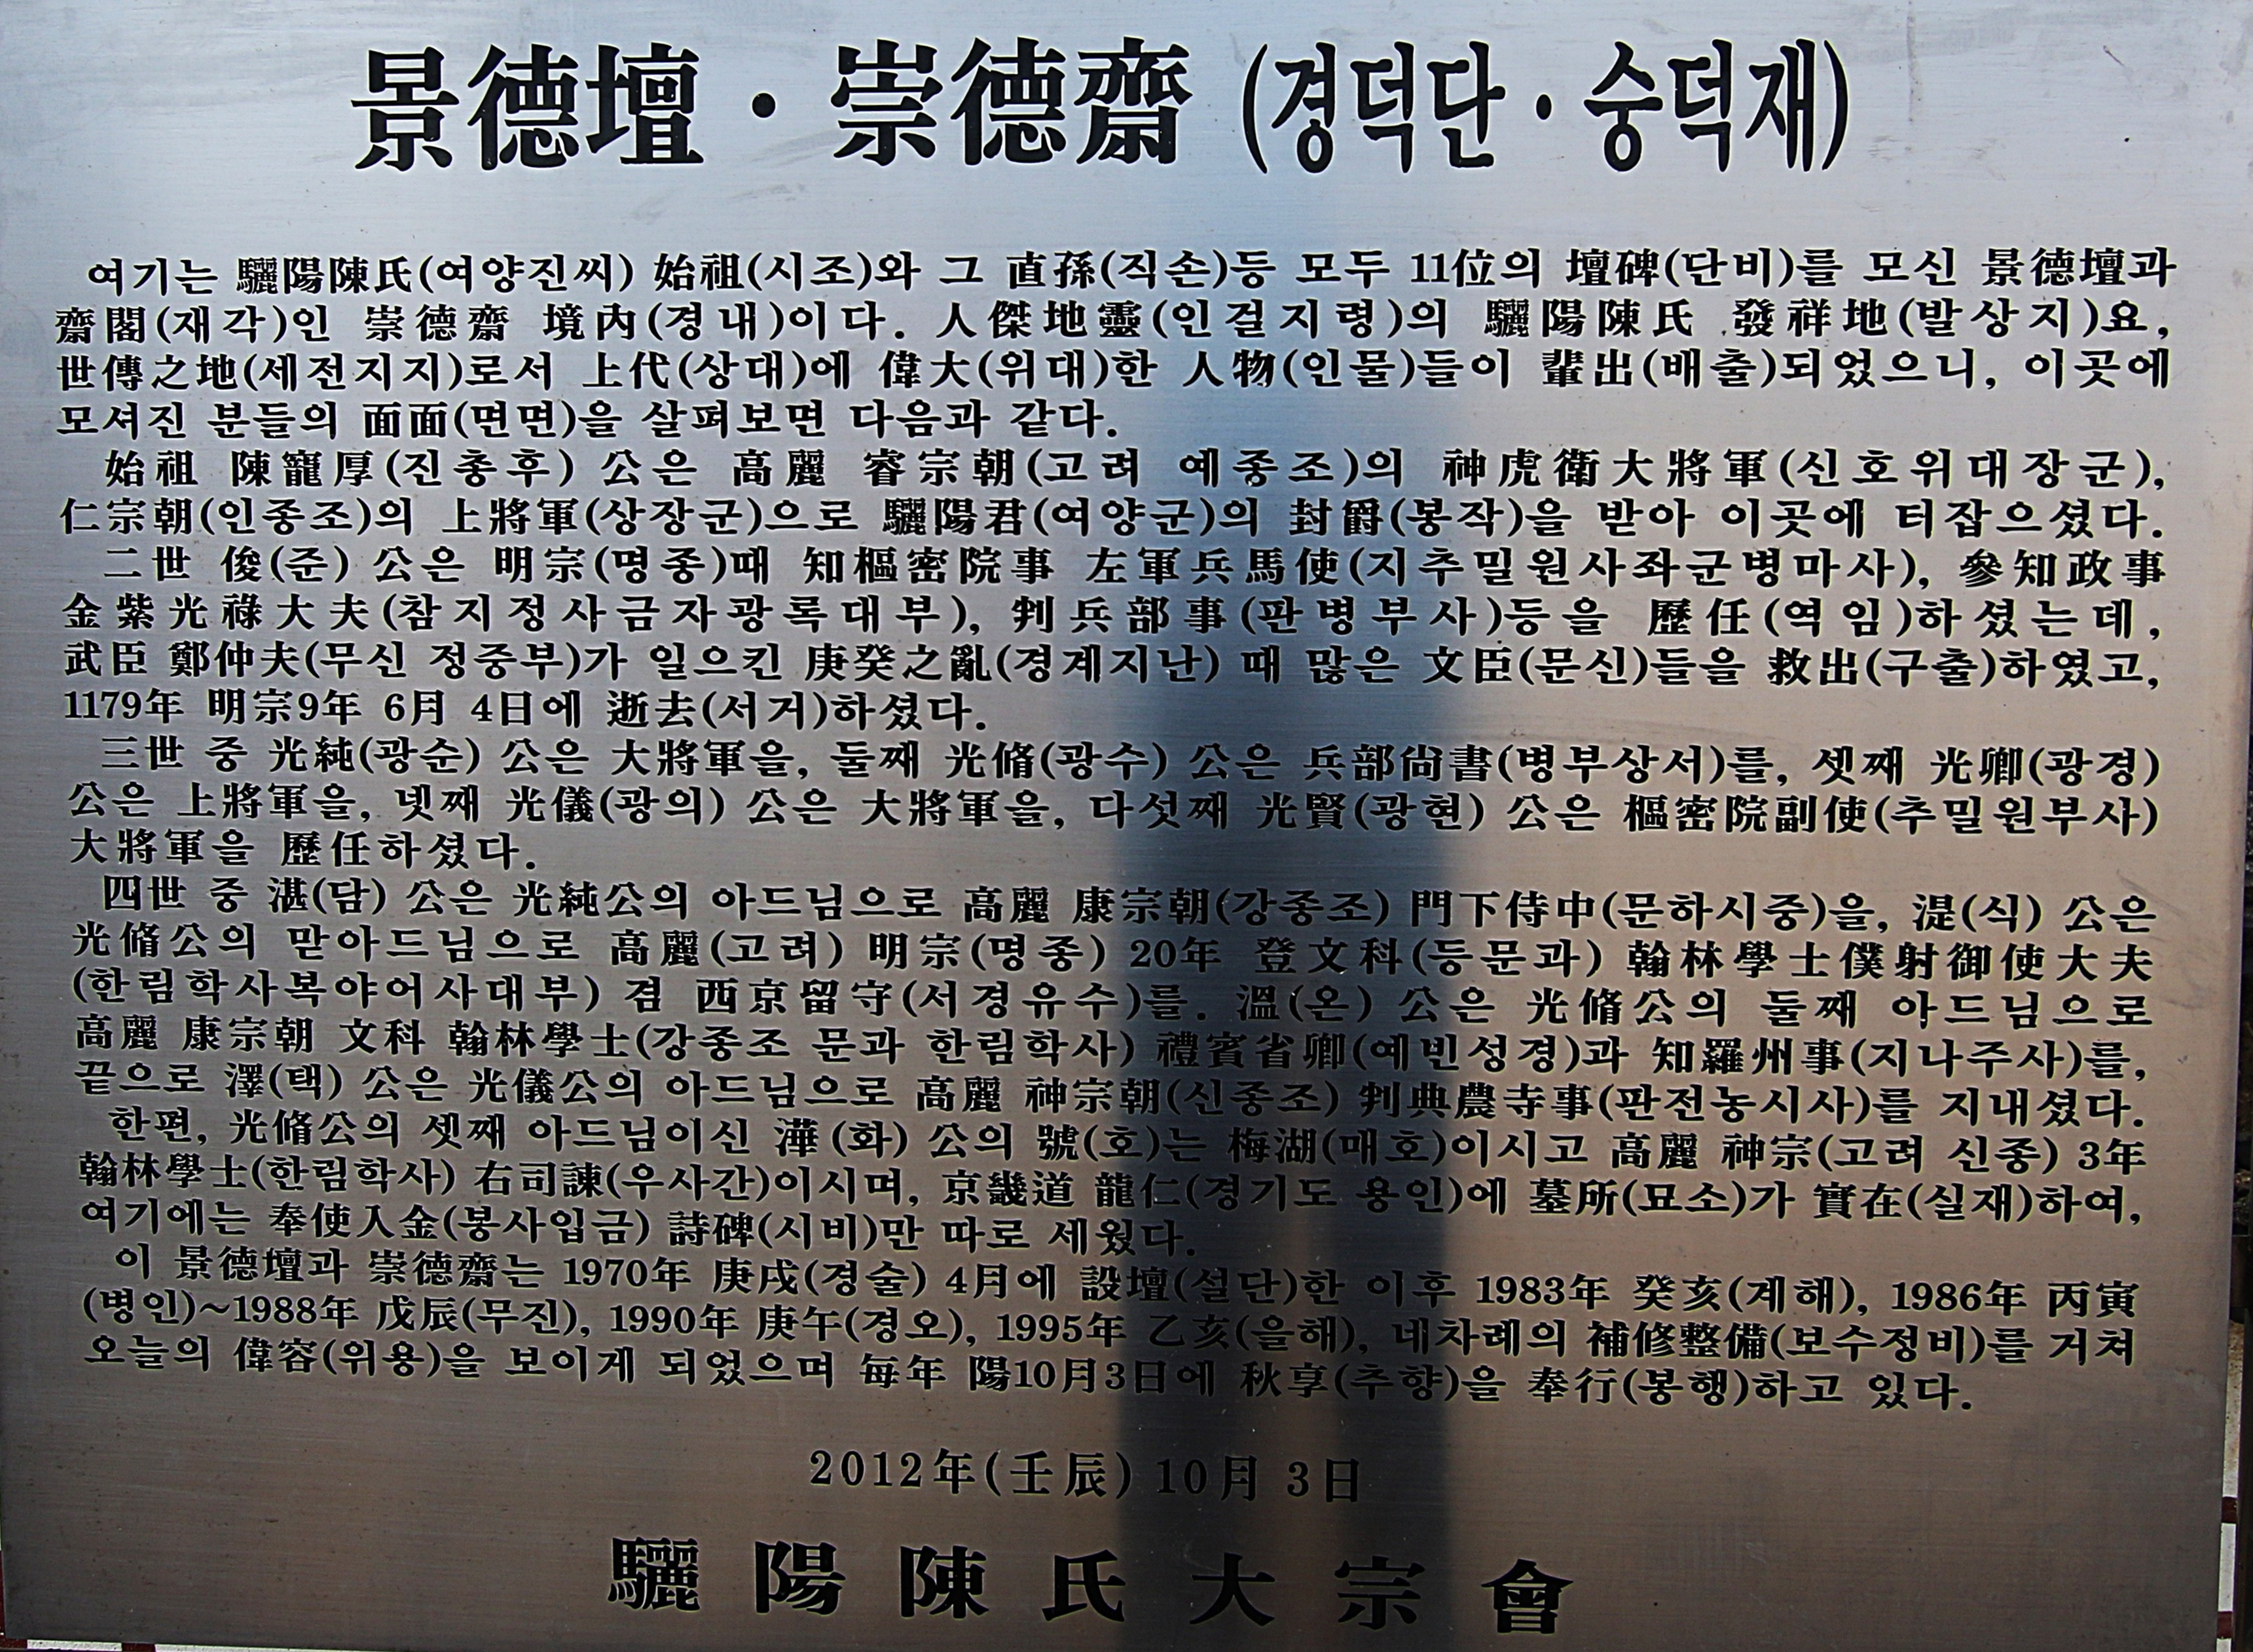 景德壇 · 崇德齋 (경덕단 · 숭덕재)
여기는 驪陽陳氏(여양진씨) 始祖(시조)와 그 直孫(직손)등 모두 11位의 壇碑(단비)를 모신 景德壇과
齋閣(재각)인 崇德齋 境內(경내)이다. 人傑地靈(인걸지령)의 驪陽陳氏 發祥地(발상지)요,
世傳之地(세전지지)로서 上代(상대)에 偉大(위대)한 人物(인물)들이 輩出(배출)되었으니, 이곳에
모셔진 분들의 面面(면면)을 살펴보면 다음과 같다.
始祖 陳寵厚(진총후) 公은 高麗 睿宗朝(고려 예종조)의 神虎衛大將軍(신호위대장군),
仁宗朝(인종조)의 上將軍(상장군)으로 驪陽君(여양군)의 封爵(봉작)을 받아 이곳에 터잡으셨다.
二世 俊(준) 公은 明宗(명종)때 知樞密院事 左軍兵馬使(지추밀원사좌군병마사), 參知政事
金紫光祿大夫(참지정사금자광록대부), 判兵部事(판병부사)등을 歷任(역임)하셨는데,
武臣 鄭仲夫(무신 정중부)가 일으킨 庚癸之亂(경계지난) 때 많은 文臣(문신)들을 救出(구출)하였고,
1179年 明宗9年 6月 4日에 逝去(서거)하셨다.
三世 중 光純(광순) 公은 大將軍을, 둘째 光脩(광수) 公은 兵部尙書(병부상서)를, 셋째 光卿(광경)
公은 上將軍을, 넷째 光儀(광의) 公은 大將軍을, 다섯째 光賢(광현) 公은 樞密院副使(추밀원부사)
大將軍을 歷任하셨다.
四世 중 湛(담) 公은 光純公의 아드님으로 高麗 康宗朝(강종조) 門下侍中(문하시중)을, 湜(식) 公은
光脩公의 맏아드님으로 高麗(고려) 明宗(명종) 20年 登文科(등문과) 翰林學士僕射御使大夫
(한림학사복야어사대부) 겸 西京留守(서경유수)를. 溫(온) 公은 光脩公의 둘째 아드님으로
高麗 康宗朝 文科 翰林學士(강종조 문과 한림학사) 禮賓省卿(예빈성경)과 知羅州事(지나주사)를,
끝으로 澤(택) 公은 光儀公의 아드님으로 高麗 神宗朝(신종조) 判典農寺事(판전농시사)를 지내셨다.
한편, 光脩公의 셋째 아드님이신 澕(화) 公의 號(호)는 梅湖(매호)이시고 高麗 神宗(고려 신종) 3年
翰林學士(한림학사) 右司諫(우사간)이시며, 京畿道 龍仁(경기도 용인)에 墓所(묘소)가 實在(실재)하여,
여기에는 奉使入金(봉사입금) 詩碑(시비)만 따로 세웠다.
이 景德壇과 崇德齋는 1970年 庚戌(경술) 4月에 設壇(설단)한 이후 1983年 癸亥(계해), 1986年 丙寅
(병인)~1988年 戊辰(무진), 1990年 庚午(경오), 1995年 乙亥(을해), 네차례의 補修整備(보수정비)를 거쳐
오늘의 偉容(위용)을 보이게 되었으며 每年 陽10月3日에 秋享(추향)을 奉行(봉행)하고 있다.
2012年(壬辰) 10月 3日
驪陽陳氏大宗會